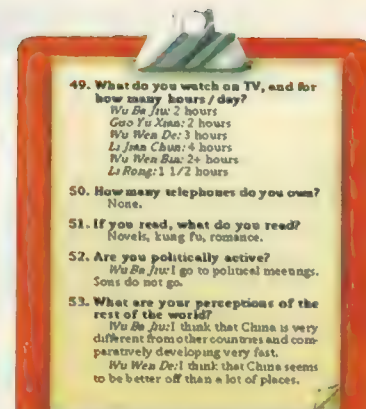 49. What do you watch on TV, and for
how many hours / day?
Wu Ba Jiu: 2 hours
Guo Yu Xian: 2 hours
Wu Wen De: 3 hours
Li Jian Chun: 4 hours
Wu Wen Bin: 2+ hours
Li Rong: 1 1/2 hours
50. How many telephones do you own?
None.
51. If you read, what do you read?
Novels, kung fu, romance.
52. Are you politically active?
Wu Ba Jiu: I go to political meetings.
Sons do not go.
53. What are your perceptions of the
rest of the world?
Wu Ba Jiu: I think that China is very
different from other countries and com-
paratively developing very fast.
Wu Wen De: I think that China seems
to be better off than a lot of places.